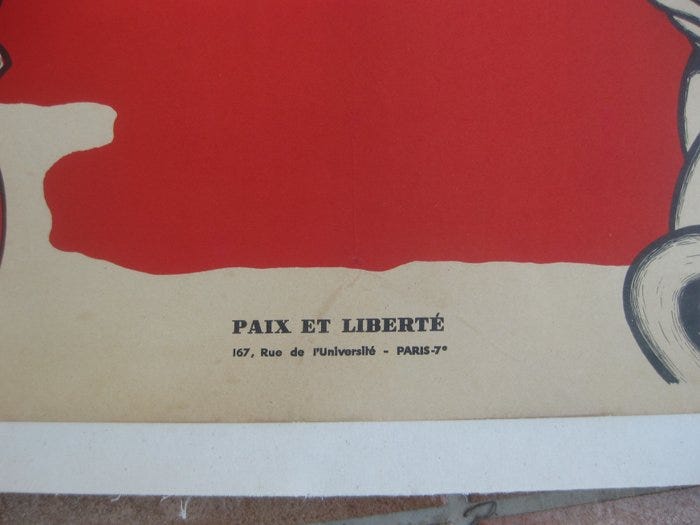 PAIX ET LIBERTÉ
167, Rue de l'Université - PARIS-7e